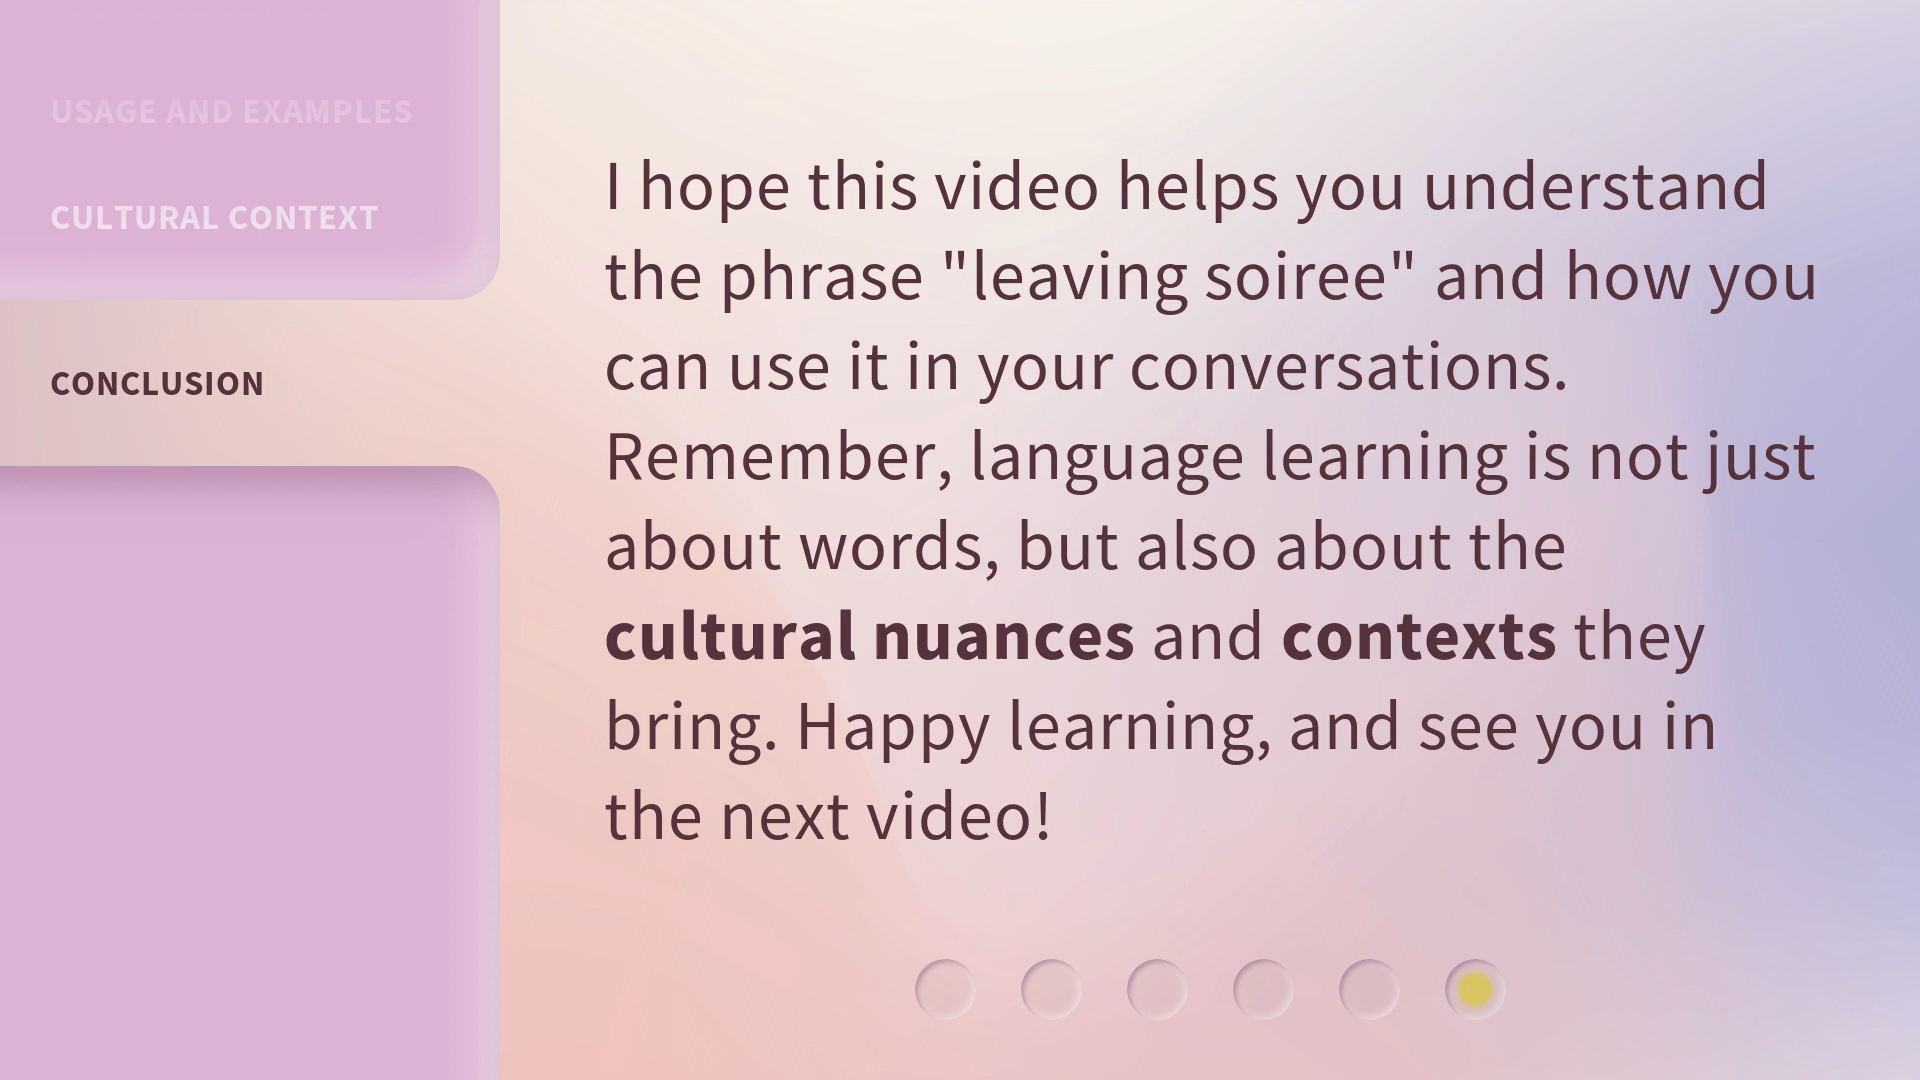 USAGE AND EXAMPLES
CULTURAL CONTEXT
CONCLUSION
I hope this video helps you understand
the phrase "leaving soiree" and how you
can use it in your conversations.
Remember, language learning is not just
about words, but also about the
cultural nuances and contexts they
bring. Happy learning, and see you in
the next video!